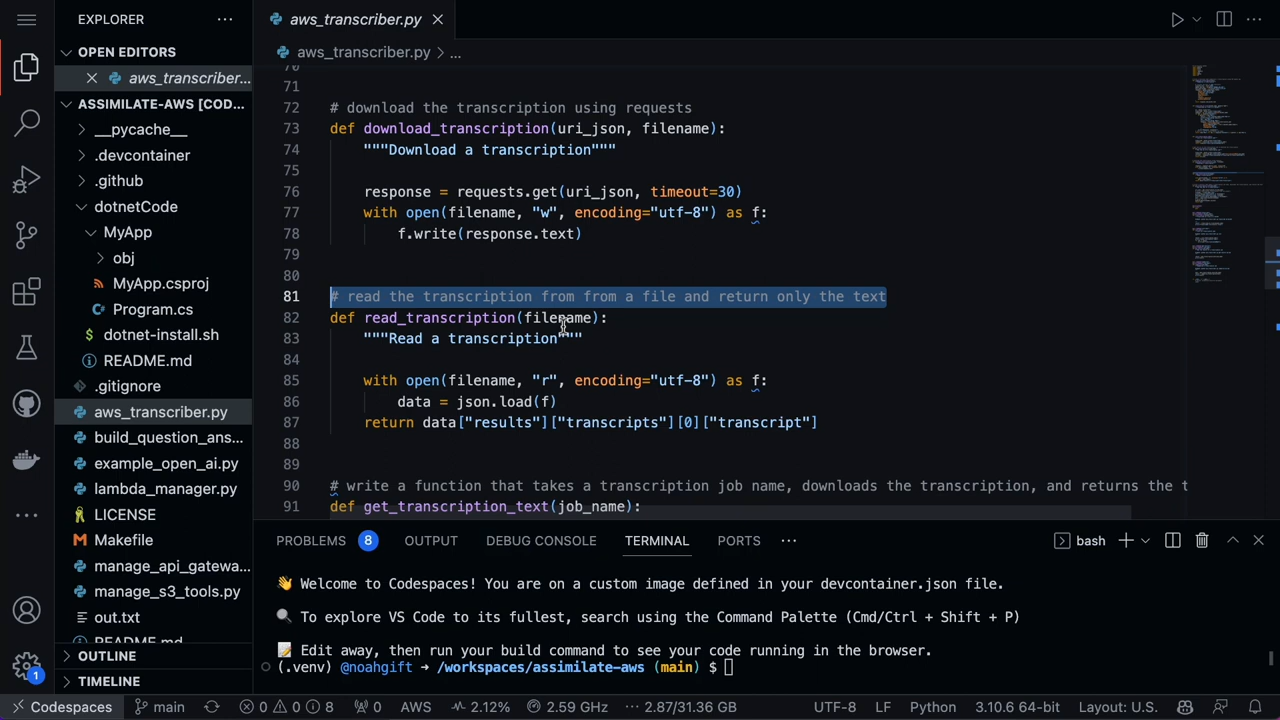 EXPLORER
OPEN EDITORS
aws_transcriber...
ASSIMILATE-AWS [COD...
__pycache__
.devcontainer
.github
dotnetCode
MyApp
obj
MyApp.csproj
Program.cs
dotnet-install.sh
README.md
.gitignore
aws_transcriber.py
build_question_ans...
example_open_ai.py
lambda_manager.py
LICENSE
Makefile
manage_api_gatewa...
manage_s3_tools.py
out.txt
README.md
OUTLINE
TIMELINE
aws_transcriber.py
aws_transcriber.py > ...
70
71
72 # download the transcription using requests
73 def download_transcription(uri_json, filename):
74 """Download a transcription"""
75
76 response = requests.get(uri_json, timeout=30)
77 with open(filename, "w", encoding="utf-8") as f:
78 f.write(response.text)
79
80
81 # read the transcription from from a file and return only the text
82 def read_transcription(filename):
83 """Read a transcription"""
84
85 with open(filename, "r", encoding="utf-8") as f:
86 data = json.load(f)
87 return data["results"]["transcripts"][0]["transcript"]
88
89
90 # write a function that takes a transcription job name, downloads the transcription, and returns the t
91 def get_transcription_text(job_name):
PROBLEMS 8 OUTPUT DEBUG CONSOLE TERMINAL PORTS ... bash
👋 Welcome to Codespaces! You are on a custom image defined in your devcontainer.json file.
🔍 To explore VS Code to its fullest, search using the Command Palette (Cmd/Ctrl + Shift + P)
📝 Edit away, then run your build command to see your code running in the browser.
(.venv) @noahgift → /workspaces/assimilate-aws (main) $
1
Codespaces main 0 0 8 0 AWS 2.12% 2.59 GHz ... 2.87/31.36 GB UTF-8 LF Python 3.10.6 64-bit Layout: U.S.